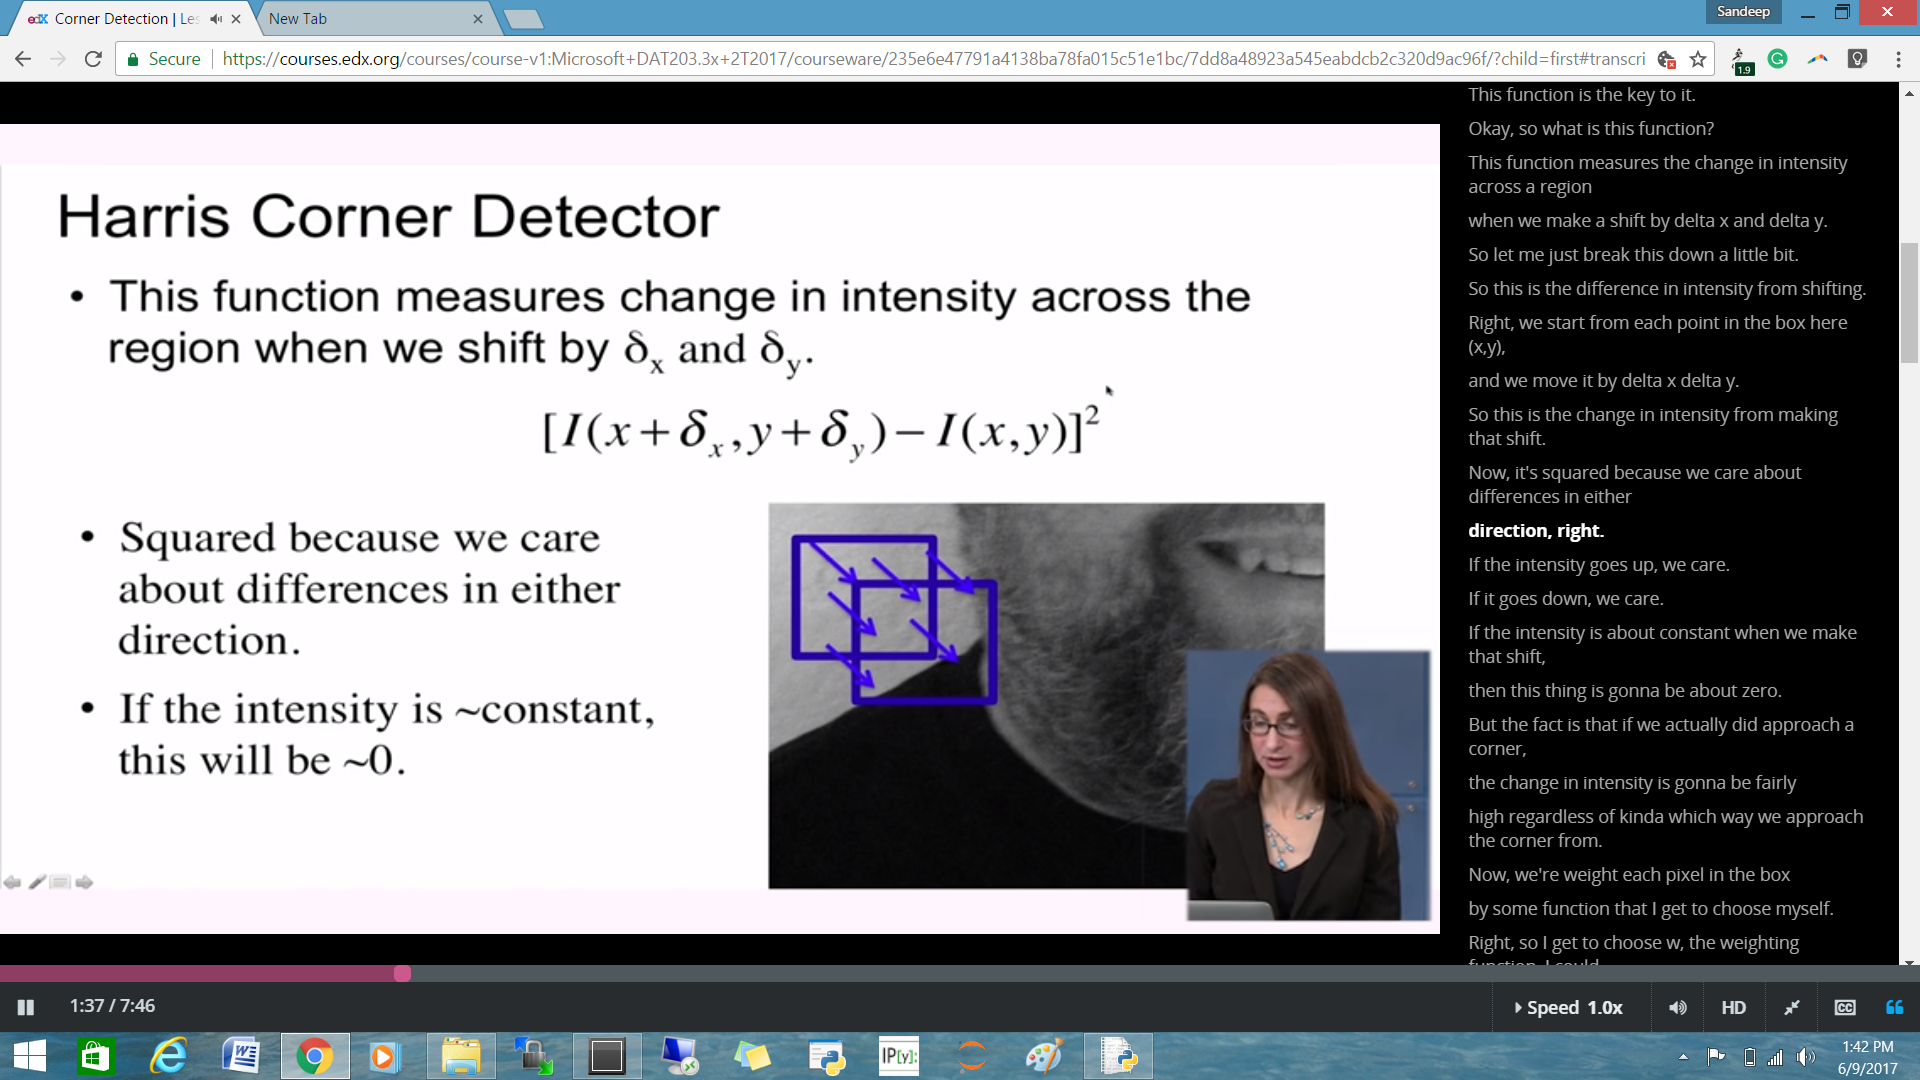 edX Corner Detection | Les
New Tab
Sandeep
Secure
https://courses.edx.org/courses/course-v1:Microsoft+DAT203.3x+2T2017/courseware/235e6e47791a4138ba78fa015c51e1bc/7dd8a48923a545eabdcb2c320d9ac96f/?child=first#transcri
1.9
Harris Corner Detector
• This function measures change in intensity across the
region when we shift by δx and δy.
[I(x+δx,y+δy)−I(x,y)]²
• Squared because we care
about differences in either
direction.
• If the intensity is ~constant,
this will be ~0.
This function is the key to it.
Okay, so what is this function?
This function measures the change in intensity
across a region
when we make a shift by delta x and delta y.
So let me just break this down a little bit.
So this is the difference in intensity from shifting.
Right, we start from each point in the box here
(x,y),
and we move it by delta x delta y.
So this is the change in intensity from making
that shift.
Now, it's squared because we care about
differences in either
direction, right.
If the intensity goes up, we care.
If it goes down, we care.
If the intensity is about constant when we make
that shift,
then this thing is gonna be about zero.
But the fact is that if we actually did approach a
corner,
the change in intensity is gonna be fairly
high regardless of kinda which way we approach
the corner from.
Now, we're weight each pixel in the box
by some function that I get to choose myself.
Right, so I get to choose w, the weighting
function. I could
1:37 / 7:46
Speed 1.0x
HD
CC
IP[y]:
1:42 PM
6/9/2017